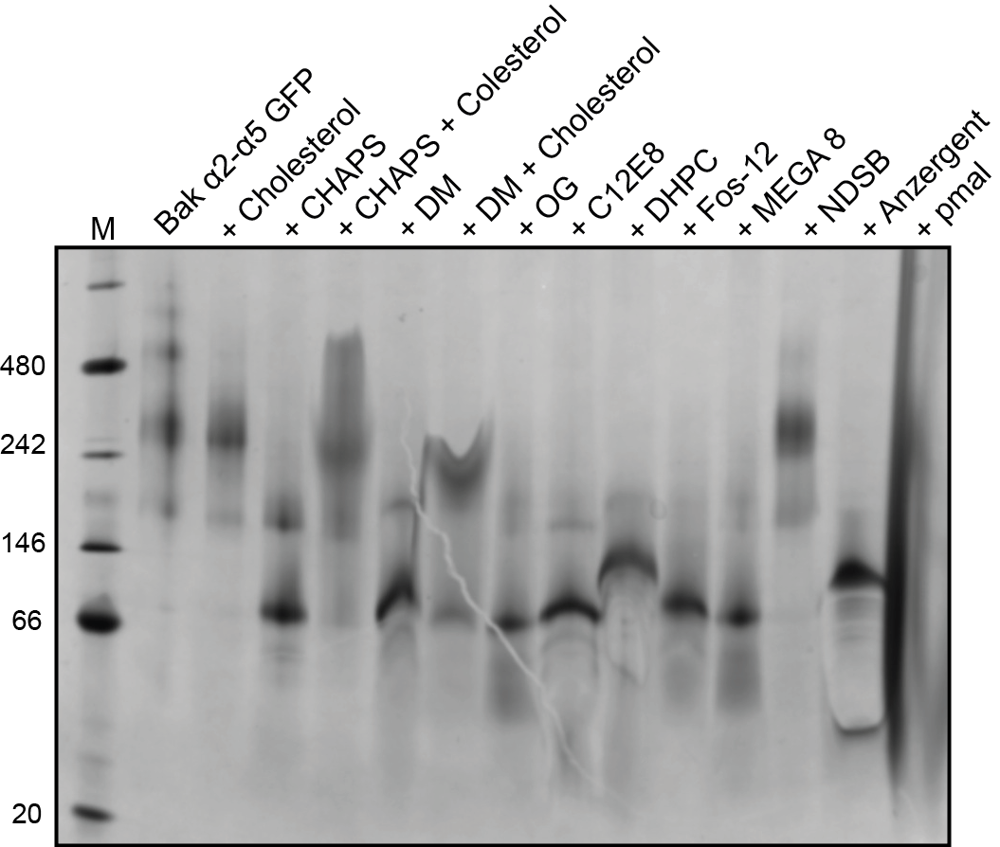 M
Bak α2-α5 GFP
+ Cholesterol
+ CHAPS
+ CHAPS + Colesterol
+ DM
+ DM + Cholesterol
+ OG
+ C12E8
+ DHPC
+ Fos-12
+ MEGA 8
+ NDSB
+ Anzergent
+ pmal
480
242
146
66
20